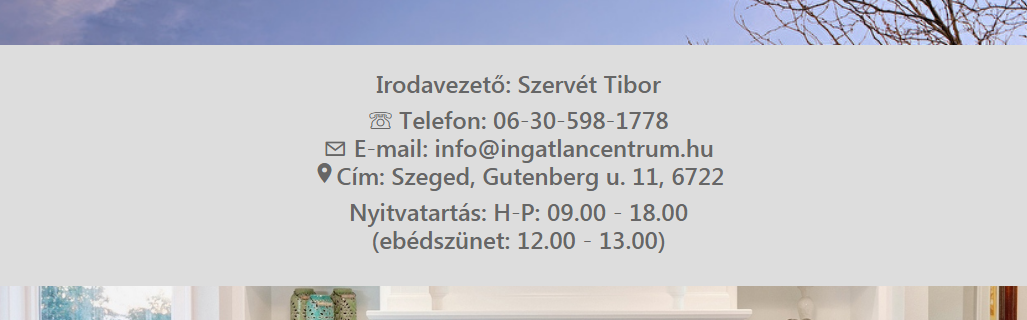 Irodavezető: Szervét Tibor
☏ Telefon: 06-30-598-1778
✉ E-mail: info@ingatlancentrum.hu
Cím: Szeged, Gutenberg u. 11, 6722
Nyitvatartás: H-P: 09.00 - 18.00
(ebédszünet: 12.00 - 13.00)